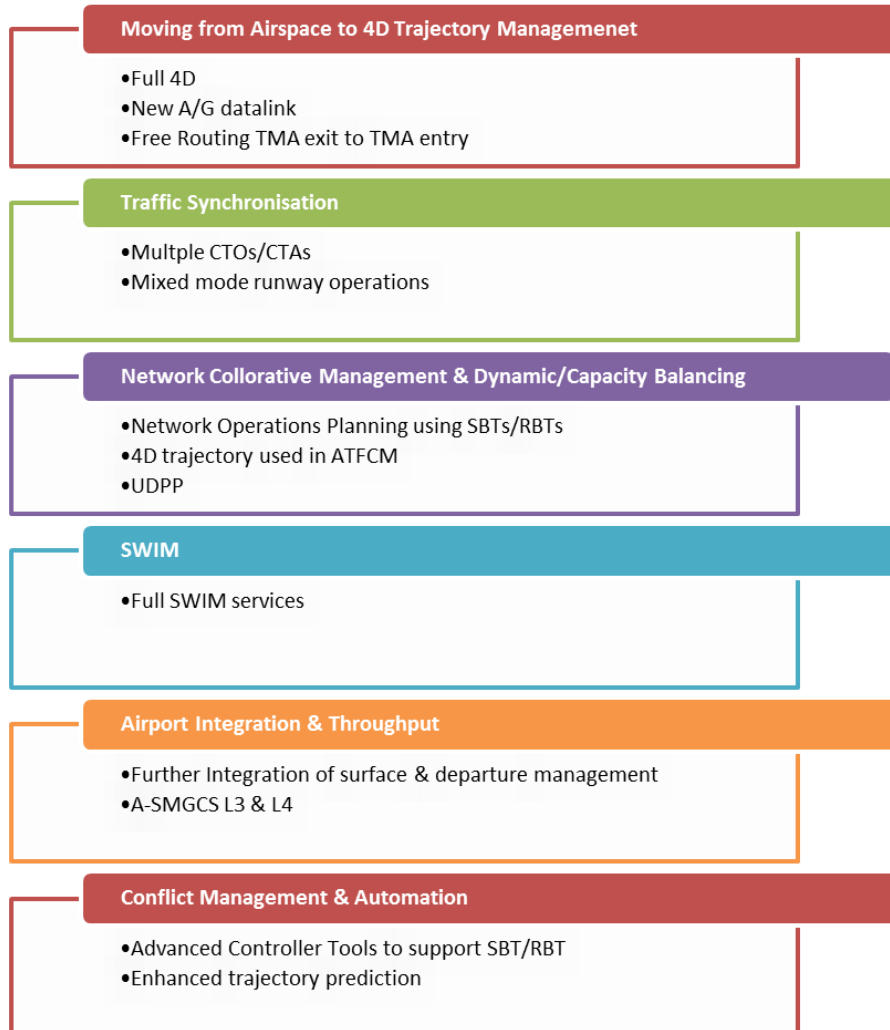 Moving from Airspace to 4D Trajectory Managemenet
•Full 4D
•New A/G datalink
•Free Routing TMA exit to TMA entry
Traffic Synchronisation
•Multple CTOs/CTAs
•Mixed mode runway operations
Network Collorative Management & Dynamic/Capacity Balancing
•Network Operations Planning using SBTs/RBTs
•4D trajectory used in ATFCM
•UDPP
SWIM
•Full SWIM services
Airport Integration & Throughput
•Further Integration of surface & departure management
•A-SMGCS L3 & L4
Conflict Management & Automation
•Advanced Controller Tools to support SBT/RBT
•Enhanced trajectory prediction